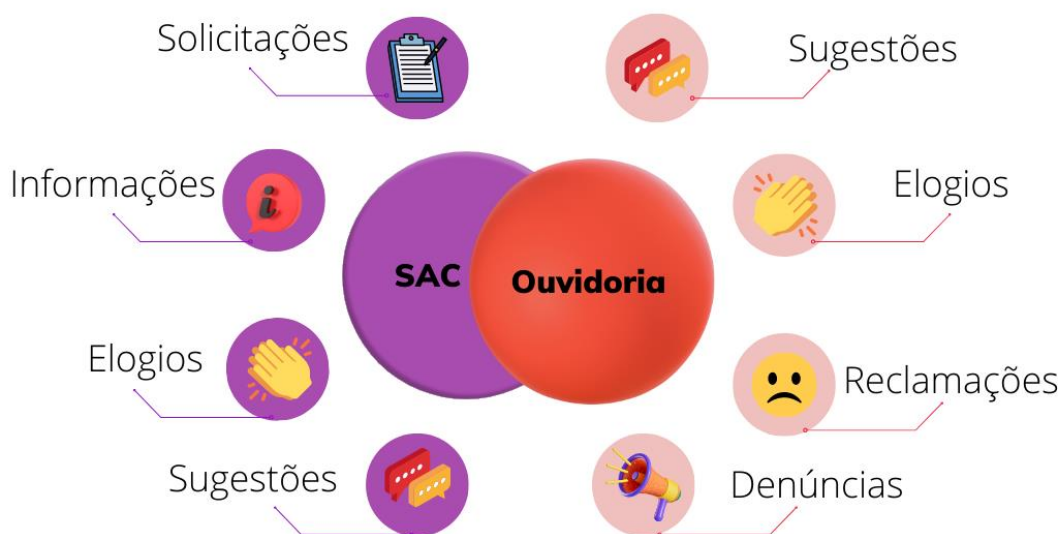 Solicitações
Sugestões
Informações
Elogios
SAC
Ouvidoria
Elogios
Reclamações
Sugestões
Denúncias